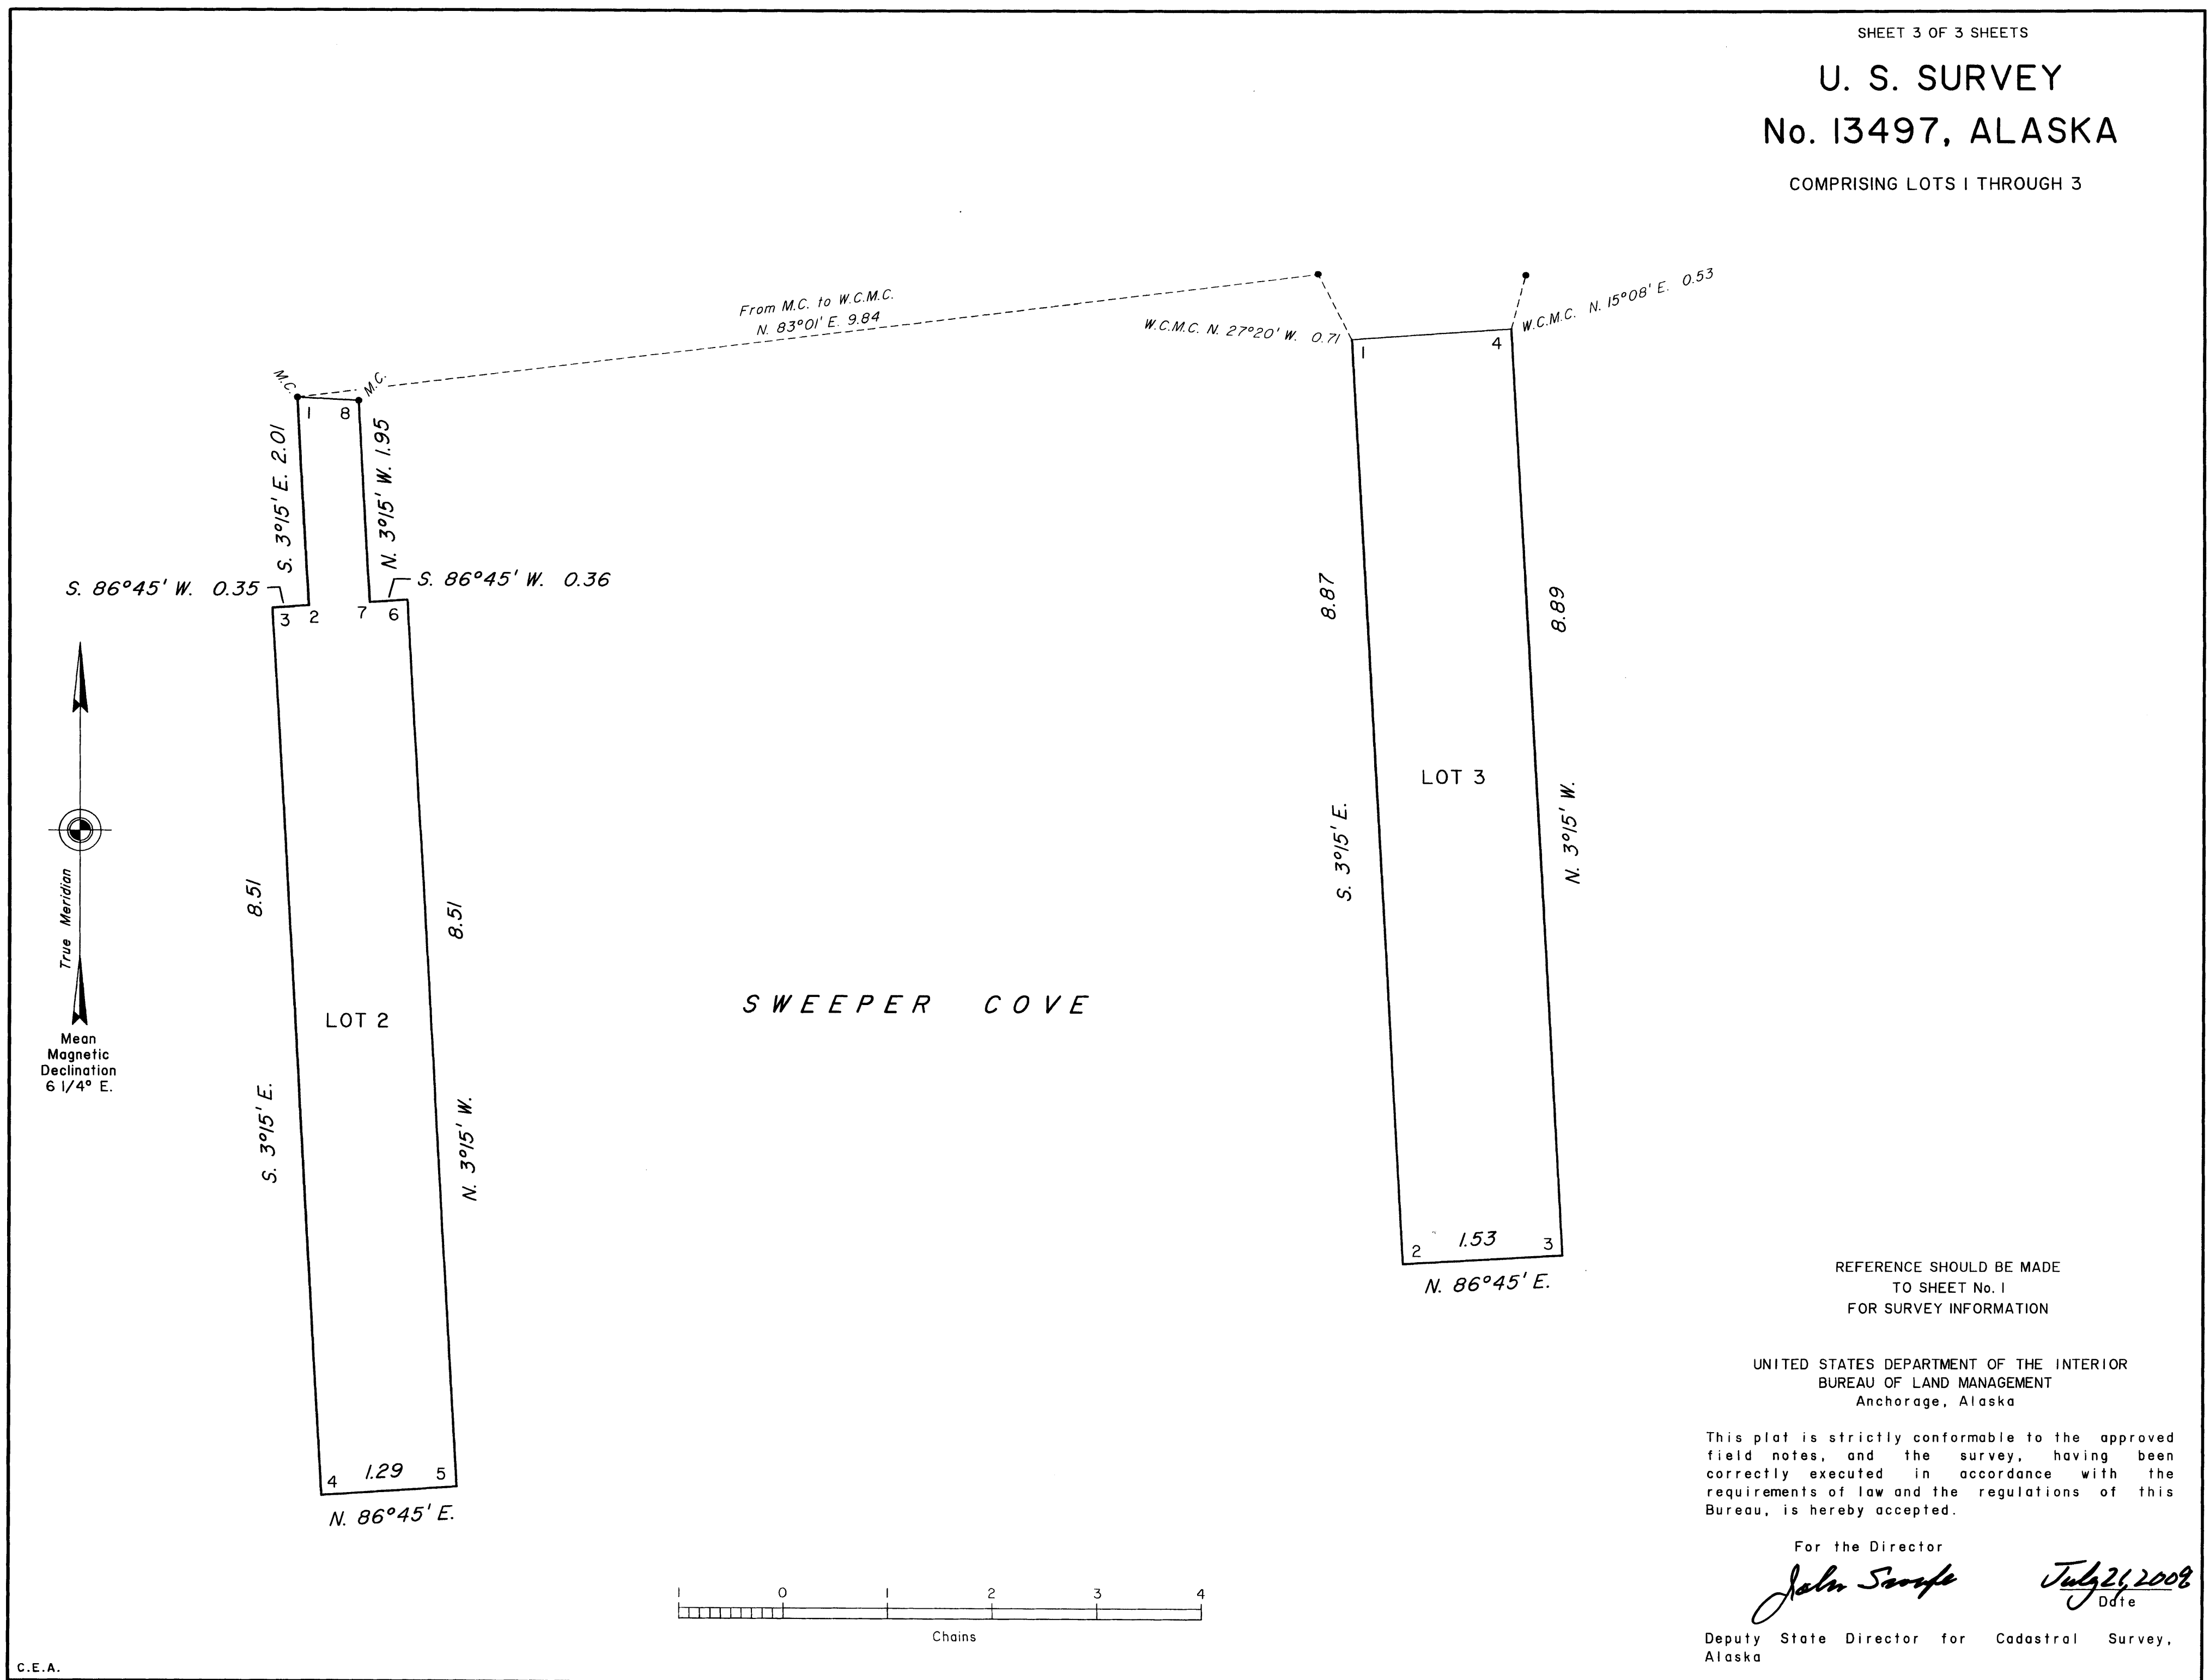 SHEET 3 OF 3 SHEETS
U. S. SURVEY
No. 13497, ALASKA
COMPRISING LOTS 1 THROUGH 3
From M.C. to W.C.M.C.
N. 83°01' E. 9.84
W.C.M.C. N. 27°20' W. 0.71
W.C.M.C. N. 15°08' E. 0.53
1
4
M.C.
M.C.
1 8
S. 3°15' E. 2.01
N. 3°15' W. 1.95
S. 86°45' W. 0.35
S. 86°45' W. 0.36
3 2 7 6
8.87
8.89
LOT 3
S. 3°15' E.
N. 3°15' W.
True Meridian
Mean
Magnetic
Declination
6 1/4° E.
8.51
8.51
LOT 2
SWEEPER COVE
S. 3°15' E.
N. 3°15' W.
2 1.53 3
N. 86°45' E.
4 1.29 5
N. 86°45' E.
REFERENCE SHOULD BE MADE
TO SHEET No. 1
FOR SURVEY INFORMATION
UNITED STATES DEPARTMENT OF THE INTERIOR
BUREAU OF LAND MANAGEMENT
Anchorage, Alaska
This plat is strictly conformable to the approved
field notes, and the survey, having been
correctly executed in accordance with the
requirements of law and the regulations of this
Bureau, is hereby accepted.
For the Director
John
July 21, 2009
Date
Deputy State Director for Cadastral Survey,
Alaska
1 0 1 2 3 4
Chains
C.E.A.